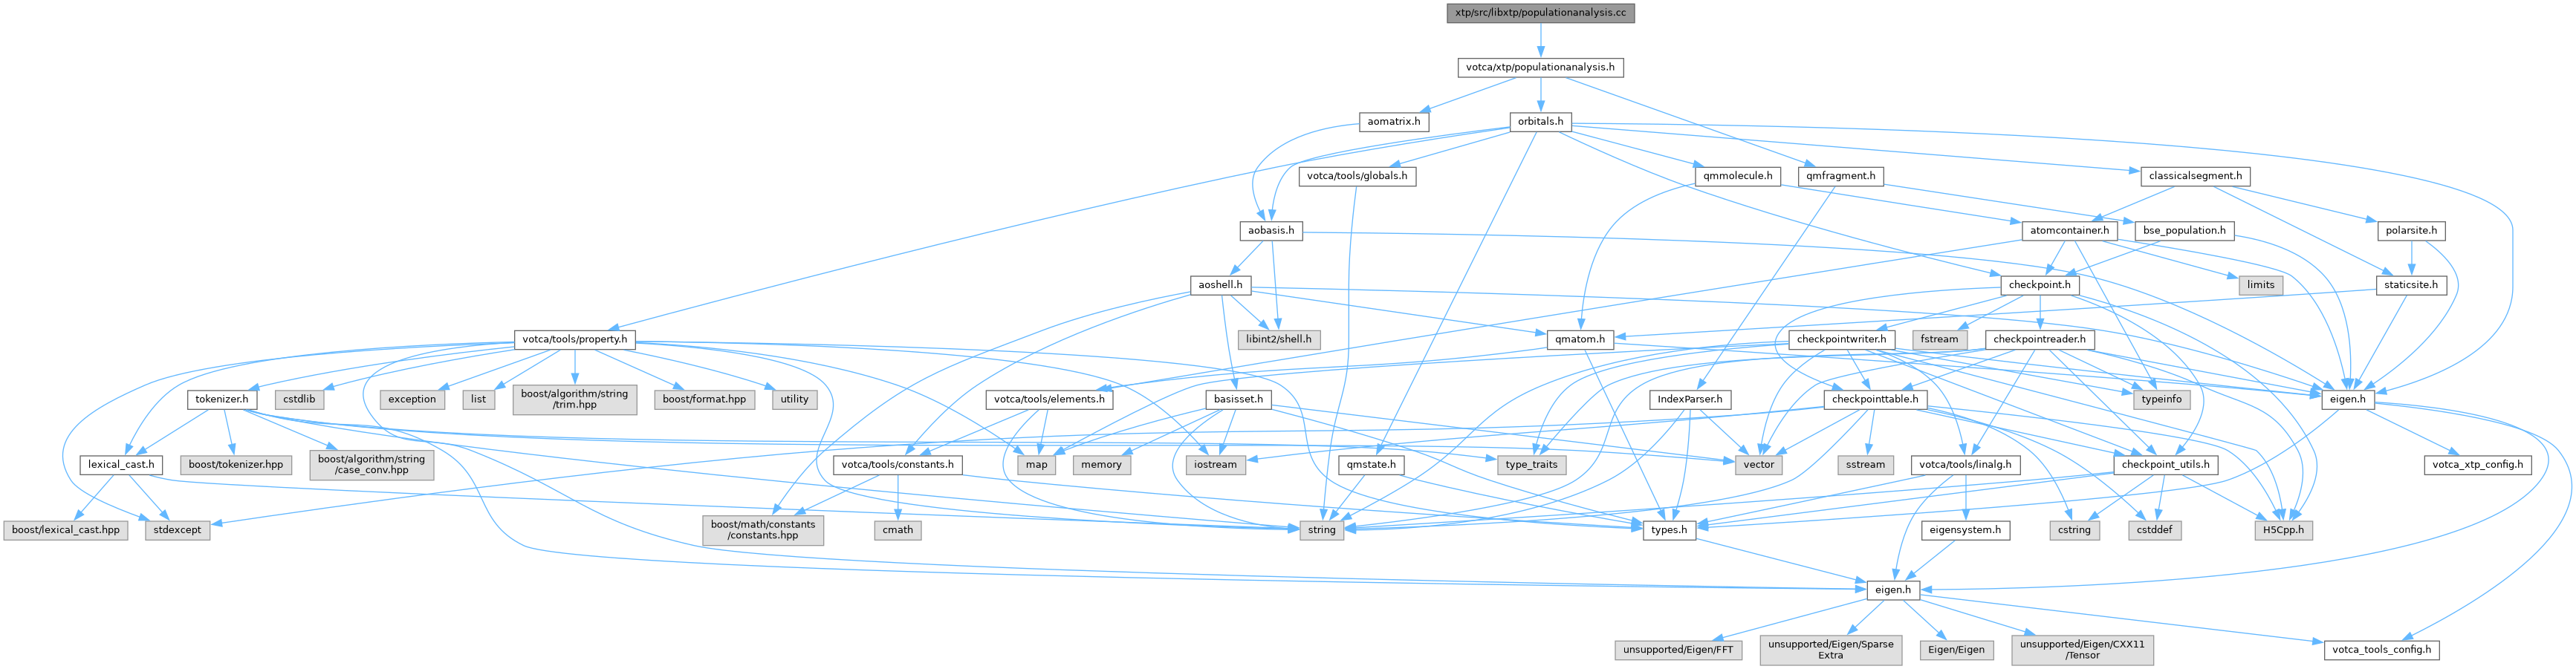 xtp/src/libxtp/populationanalysis.cc
votca/xtp/populationanalysis.h
aomatrix.h
orbitals.h
votca/tools/globals.h
qmmolecule.h
qmfragment.h
classicalsegment.h
aobasis.h
atomcontainer.h
bse_population.h
polarsite.h
aoshell.h
checkpoint.h
limits
staticsite.h
votca/tools/property.h
libint2/shell.h
qmatom.h
checkpointwriter.h
fstream
checkpointreader.h
tokenizer.h
cstdlib
exception
list
boost/algorithm/string
/trim.hpp
boost/format.hpp
utility
votca/tools/elements.h
basisset.h
IndexParser.h
checkpointtable.h
typeinfo
eigen.h
lexical_cast.h
boost/tokenizer.hpp
boost/algorithm/string
/case_conv.hpp
votca/tools/constants.h
map
memory
iostream
qmstate.h
type_traits
vector
sstream
votca/tools/linalg.h
checkpoint_utils.h
votca_xtp_config.h
boost/lexical_cast.hpp
stdexcept
boost/math/constants
/constants.hpp
cmath
string
types.h
eigensystem.h
cstring
cstddef
H5Cpp.h
eigen.h
unsupported/Eigen/FFT
unsupported/Eigen/Sparse
Extra
Eigen/Eigen
unsupported/Eigen/CXX11
/Tensor
votca_tools_config.h